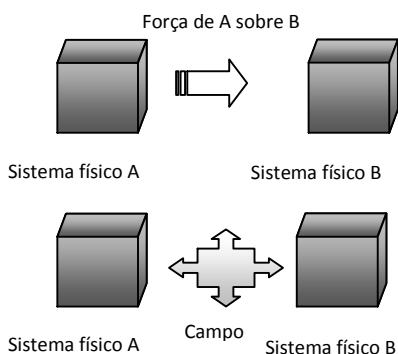 Força de A sobre B
Sistema físico A
Sistema físico B
Campo
Sistema físico A
Sistema físico B